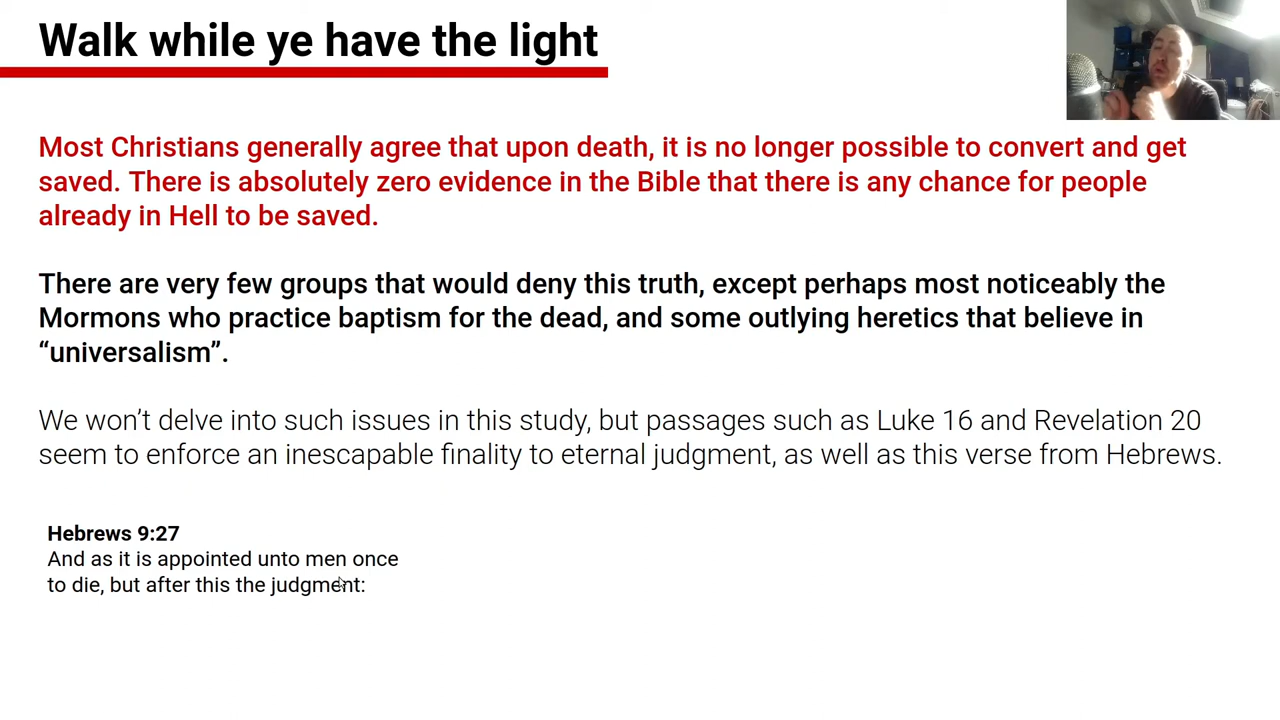 Walk while ye have the light
Most Christians generally agree that upon death, it is no longer possible to convert and get
saved. There is absolutely zero evidence in the Bible that there is any chance for people
already in Hell to be saved.
There are very few groups that would deny this truth, except perhaps most noticeably the
Mormons who practice baptism for the dead, and some outlying heretics that believe in
“universalism”.
We won’t delve into such issues in this study, but passages such as Luke 16 and Revelation 20
seem to enforce an inescapable finality to eternal judgment, as well as this verse from Hebrews.
Hebrews 9:27
And as it is appointed unto men once
to die, but after this the judgment: